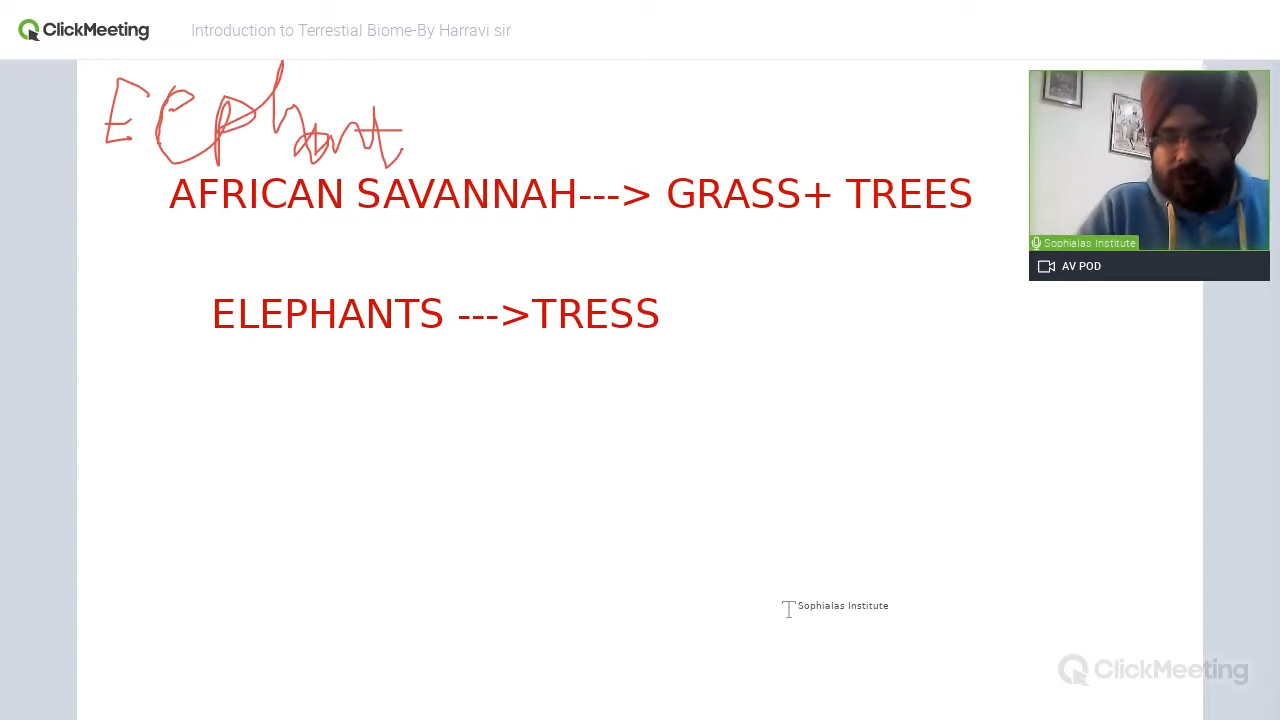 ClickMeeting
Introduction to Terrestial Biome-By Harravi sir
Eephant
AFRICAN SAVANNAH---> GRASS+ TREES
Sophialas Institute
AV POD
ELEPHANTS --->TRESS
Sophialas Institute
ClickMeeting